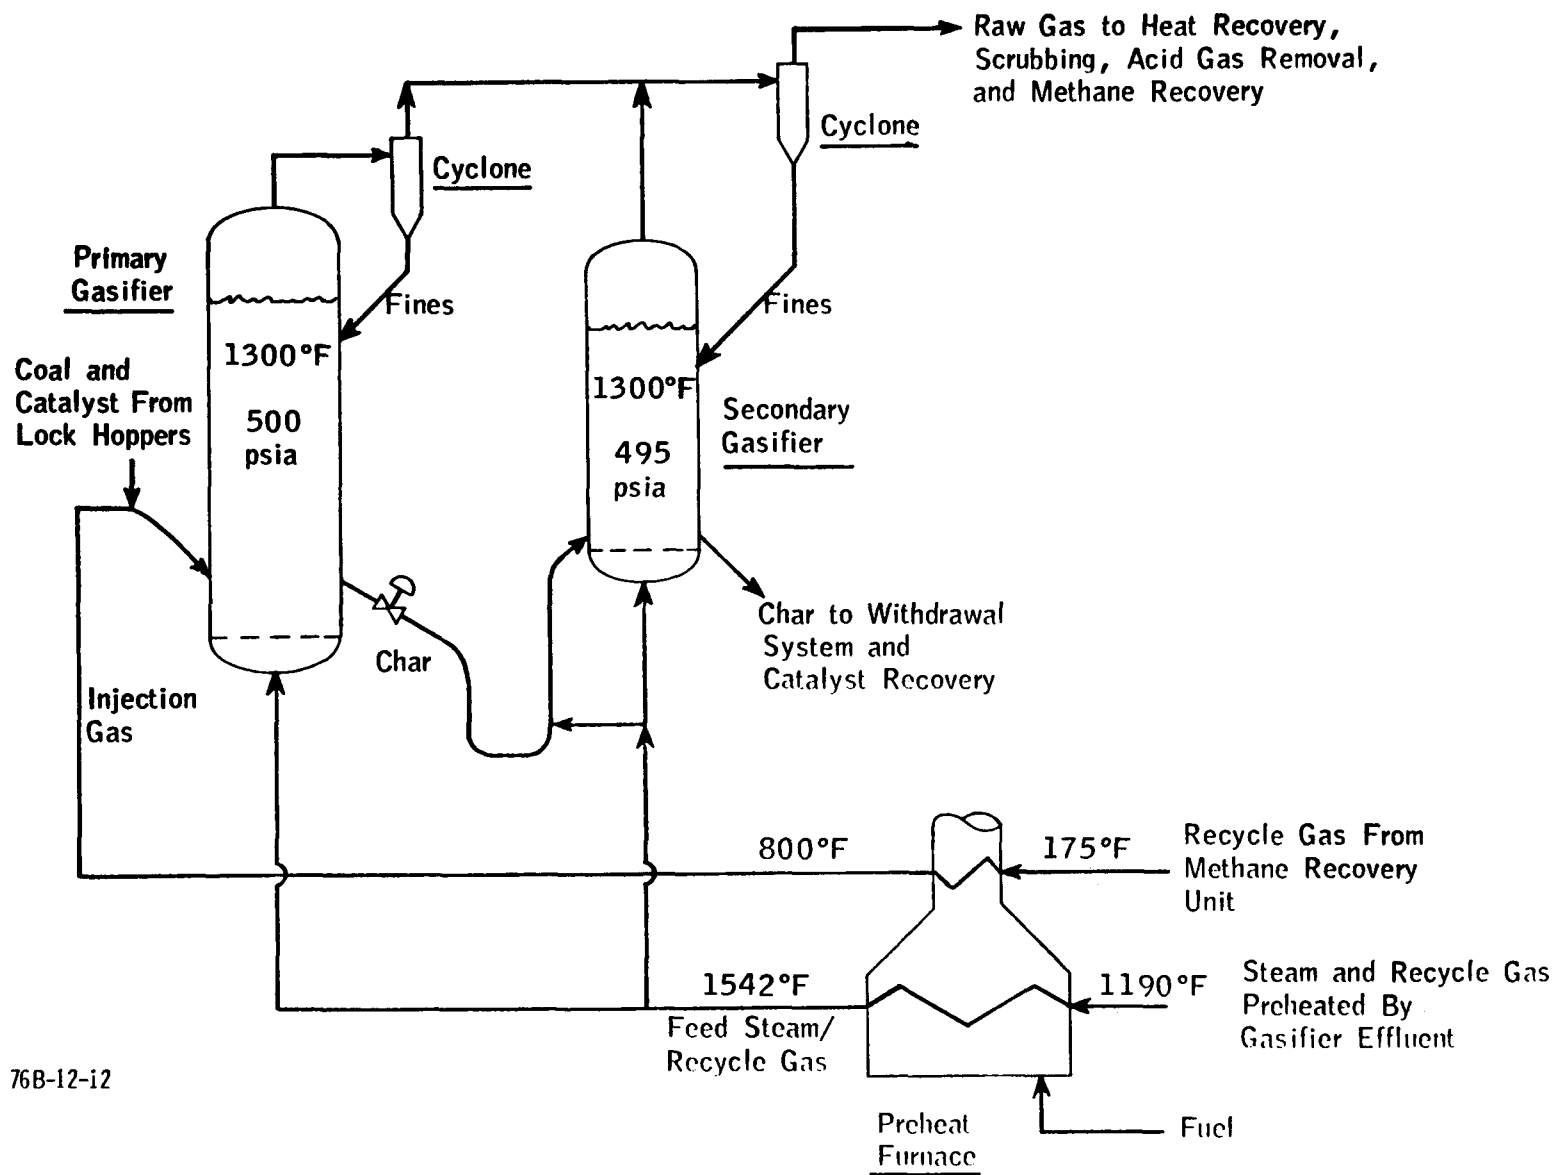 Raw Gas to Heat Recovery,
Scrubbing, Acid Gas Removal,
and Methane Recovery
Cyclone
Cyclone
Primary
Gasifier
Fines
Fines
1300°F
500
psia
Coal and
Catalyst From
Lock Hoppers
1300°F
495
psia
Secondary
Gasifier
Char to Withdrawal
System and
Catalyst Recovery
Char
Injection
Gas
800°F
175°F
Recycle Gas From
Methane Recovery
Unit
1542°F
Feed Steam/
Recycle Gas
1190°F
Steam and Recycle Gas
Preheated By
Gasifier Effluent
76B-12-12
Preheat
Furnace
Fuel